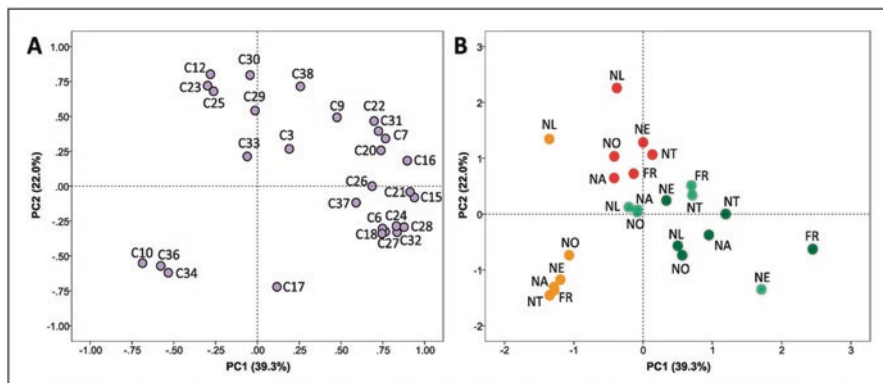 A
B
1.00
.75
.50
.25
.00
-.25
-.50
-.75
-1.00
PC2 (22.0%)
C12
C30
C38
C23
C25
C29
C9
C22
C31
C7
C33
C3
C20
C16
C26
C21
C15
C37
C6
C24
C28
C18
C27
C32
C10
C36
C34
C17
-1.00
-.75
-.50
-.25
.00
.25
.50
.75
1.00
PC1 (39.3%)
3
2
1
0
-1
-2
PC2 (22.0%)
NL
NL
NE
NO
NT
NA
FR
FR
NE
NT
NT
NL
NA
NO
NL
NA
NO
FR
NO
NE
NA
NT
FR
NE
-2
-1
0
1
2
3
PC1 (39.3%)